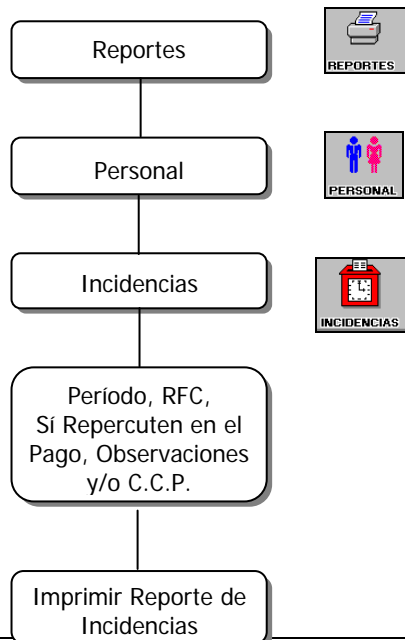 Reportes
REPORTES
Personal
PERSONAL
Incidencias
INCIDENCIAS
Período, RFC,
Sí Repercuten en el
Pago, Observaciones
y/o C.C.P.
Imprimir Reporte de
Incidencias